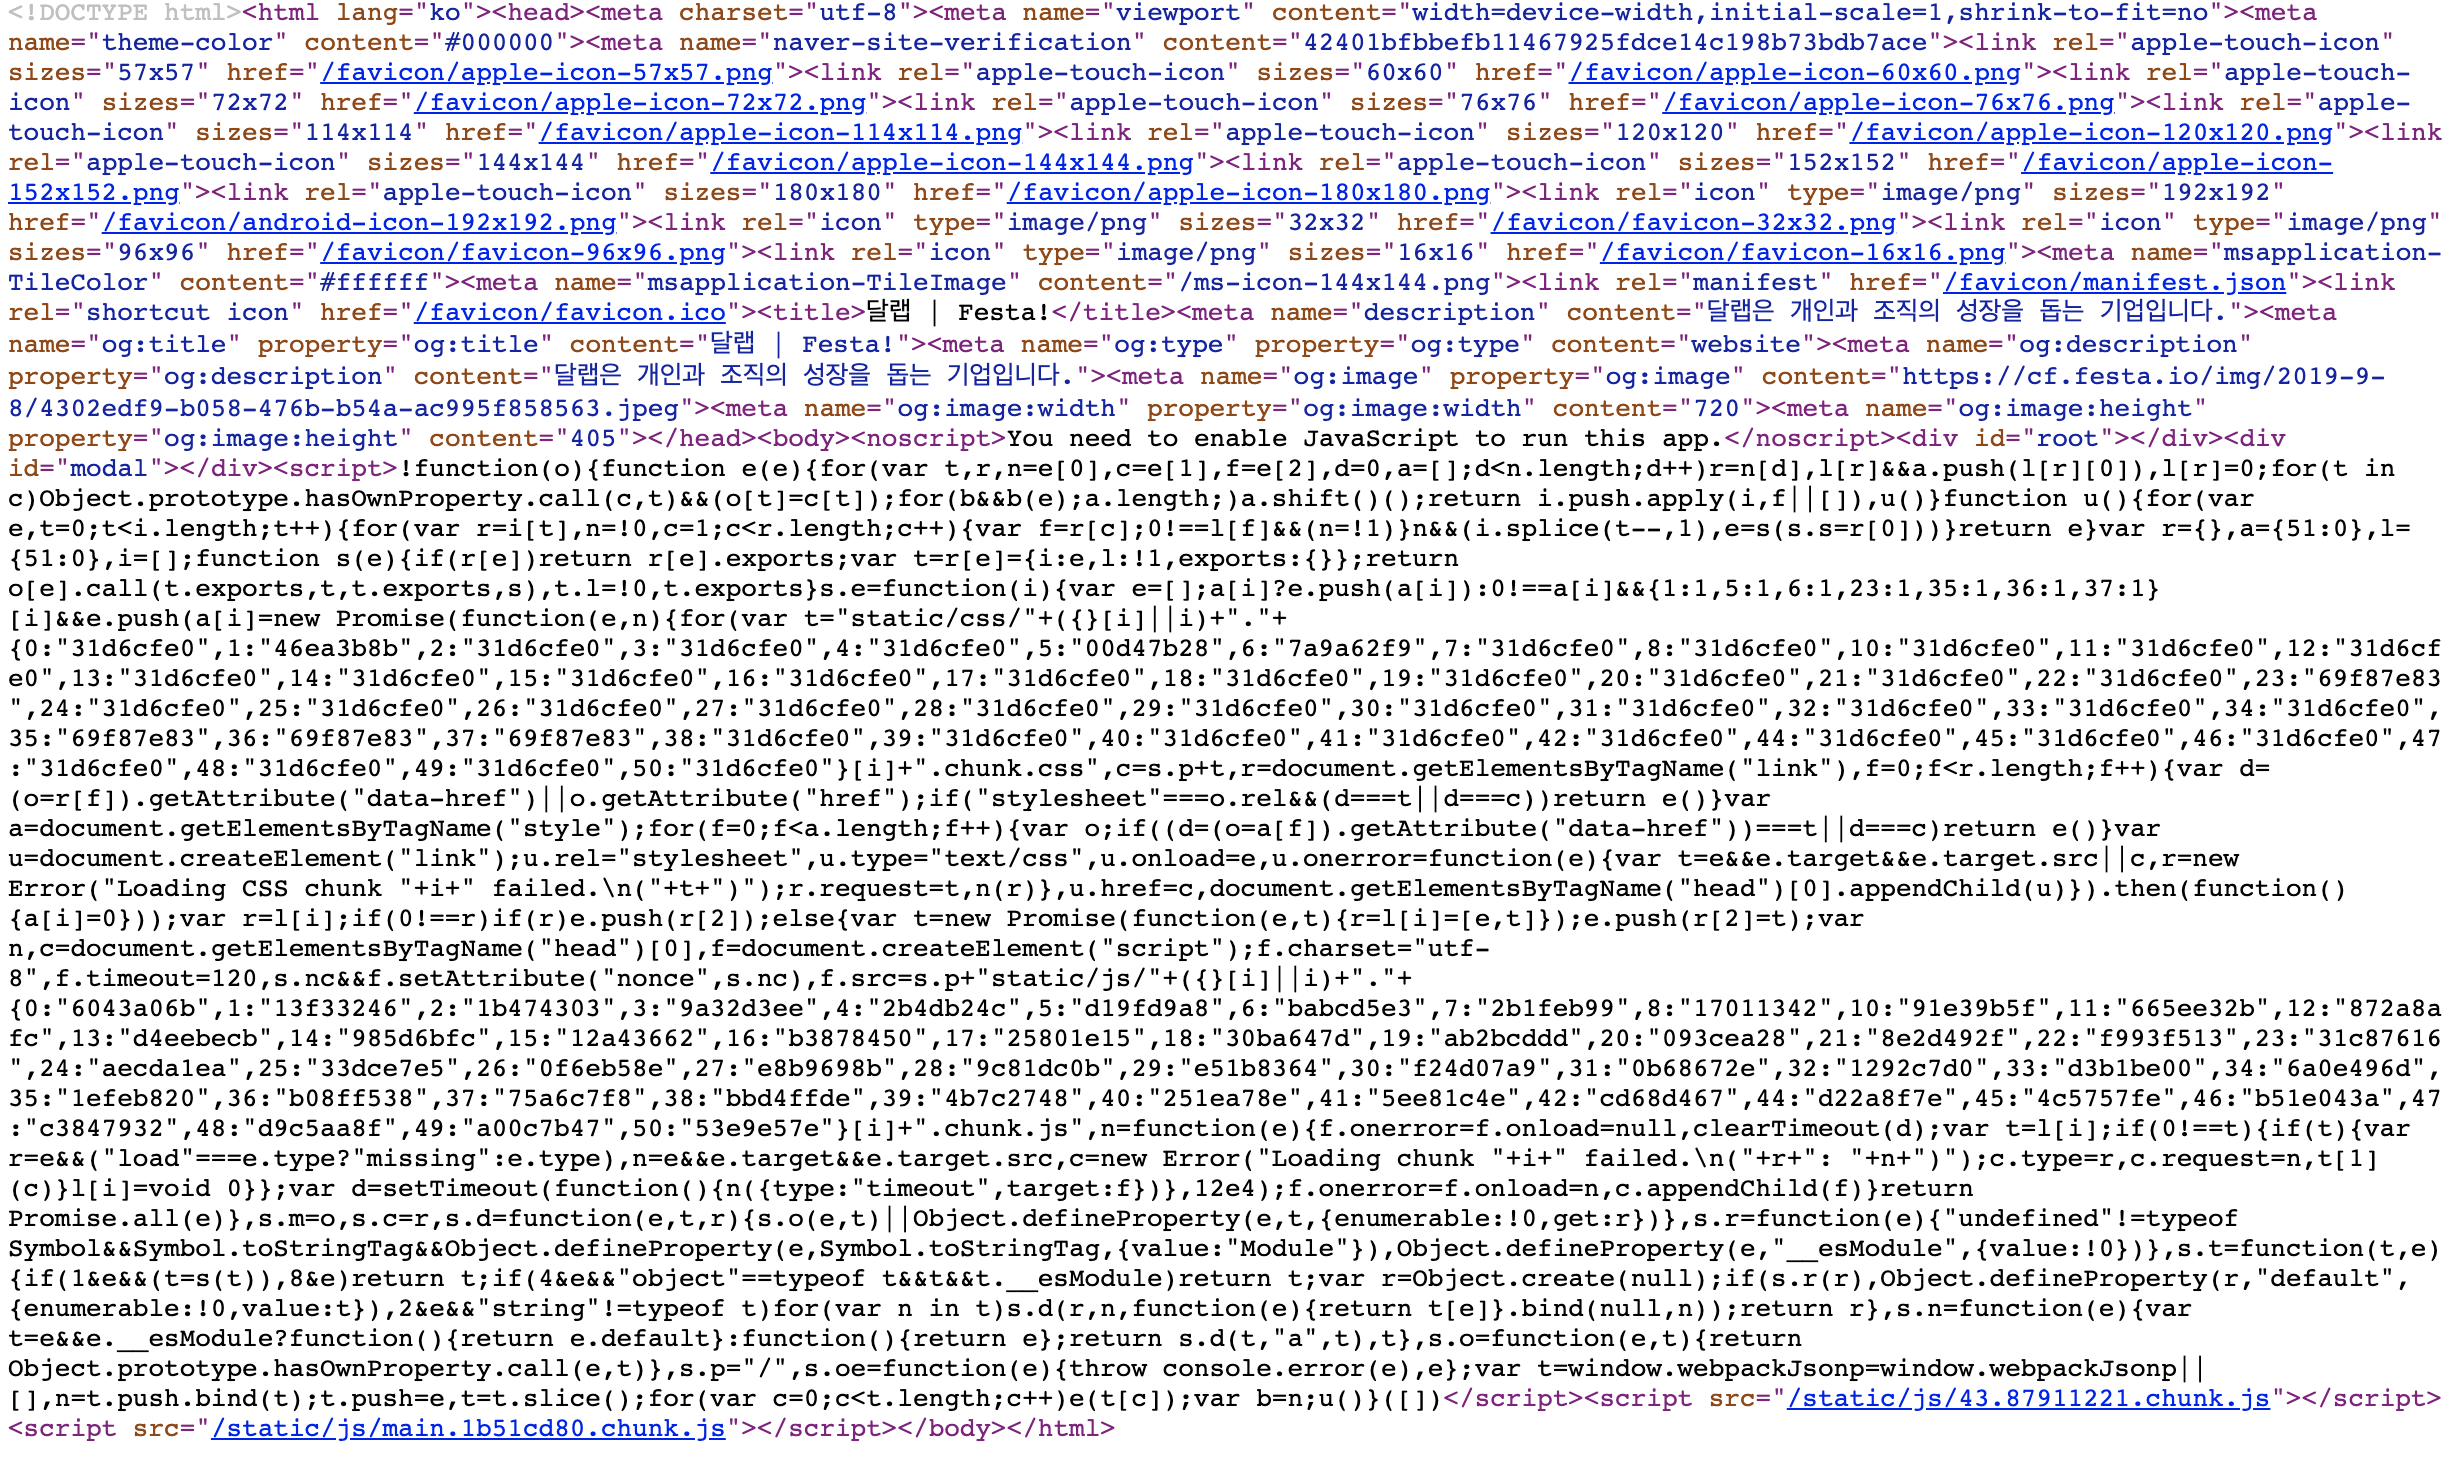 <!DOCTYPE html><html lang="ko"><head><meta charset="utf-8"><meta name="viewport" content="width=device-width,initial-scale=1,shrink-to-fit=no"><meta
name="theme-color" content="#000000"><meta name="naver-site-verification" content="42401bfbbefb11467925fdce14c198b73bdb7ace"><link rel="apple-touch-icon"
sizes="57x57" href="/favicon/apple-icon-57x57.png"><link rel="apple-touch-icon" sizes="60x60" href="/favicon/apple-icon-60x60.png"><link rel="apple-touch-
icon" sizes="72x72" href="/favicon/apple-icon-72x72.png"><link rel="apple-touch-icon" sizes="76x76" href="/favicon/apple-icon-76x76.png"><link rel="apple-
touch-icon" sizes="114x114" href="/favicon/apple-icon-114x114.png"><link rel="apple-touch-icon" sizes="120x120" href="/favicon/apple-icon-120x120.png"><link
rel="apple-touch-icon" sizes="144x144" href="/favicon/apple-icon-144x144.png"><link rel="apple-touch-icon" sizes="152x152" href="/favicon/apple-icon-
152x152.png"><link rel="apple-touch-icon" sizes="180x180" href="/favicon/apple-icon-180x180.png"><link rel="icon" type="image/png" sizes="192x192"
href="/favicon/android-icon-192x192.png"><link rel="icon" type="image/png" sizes="32x32" href="/favicon/favicon-32x32.png"><link rel="icon" type="image/png"
sizes="96x96" href="/favicon/favicon-96x96.png"><link rel="icon" type="image/png" sizes="16x16" href="/favicon/favicon-16x16.png"><meta name="msapplication-
TileColor" content="#ffffff"><meta name="msapplication-TileImage" content="/ms-icon-144x144.png"><link rel="manifest" href="/favicon/manifest.json"><link
rel="shortcut icon" href="/favicon/favicon.ico"><title>달랩 | Festa!</title><meta name="description" content="달랩은 개인과 조직의 성장을 돕는 기업입니다."><meta
name="og:title" property="og:title" content="달랩 | Festa!"><meta name="og:type" property="og:type" content="website"><meta name="og:description"
property="og:description" content="달랩은 개인과 조직의 성장을 돕는 기업입니다."><meta name="og:image" property="og:image" content="https://cf.festa.io/img/2019-9-
8/4302edf9-b058-476b-b54a-ac995f858563.jpeg"><meta name="og:image:width" property="og:image:width" content="720"><meta name="og:image:height"
property="og:image:height" content="405"></head><body><noscript>You need to enable JavaScript to run this app.</noscript><div id="root"></div><div
id="modal"></div><script>!function(o){function e(e){for(var t,r,n=e[0],c=e[1],f=e[2],d=0,a=[];d<n.length;d++)r=n[d],l[r]&&a.push(l[r][0]),l[r]=0;for(t in
c)Object.prototype.hasOwnProperty.call(c,t)&&(o[t]=c[t]);for(b&&b(e);a.length;)a.shift()();return i.push.apply(i,f||[]),u()}function u(){for(var
e,t=0;t<i.length;t++){for(var r=i[t],n=!0,c=1;c<r.length;c++){var f=r[c];0!==l[f]&&(n=!1)}n&&(i.splice(t--,1),e=s(s.s=r[0]))}return e}var r={},a={51:0},l=
{51:0},i=[];function s(e){if(r[e])return r[e].exports;var t=r[e]={i:e,l:!1,exports:{}};return
o[e].call(t.exports,t,t.exports,s),t.l=!0,t.exports}s.e=function(i){var e=[];a[i]?e.push(a[i]):0!==a[i]&&{1:1,5:1,6:1,23:1,35:1,36:1,37:1}
[i]&&e.push(a[i]=new Promise(function(e,n){for(var t="static/css/"+({}[i]||i)+"."+
{0:"31d6cfe0",1:"46ea3b8b",2:"31d6cfe0",3:"31d6cfe0",4:"31d6cfe0",5:"00d47b28",6:"7a9a62f9",7:"31d6cfe0",8:"31d6cfe0",10:"31d6cfe0",11:"31d6cfe0",12:"31d6cf
e0",13:"31d6cfe0",14:"31d6cfe0",15:"31d6cfe0",16:"31d6cfe0",17:"31d6cfe0",18:"31d6cfe0",19:"31d6cfe0",20:"31d6cfe0",21:"31d6cfe0",22:"31d6cfe0",23:"69f87e83
",24:"31d6cfe0",25:"31d6cfe0",26:"31d6cfe0",27:"31d6cfe0",28:"31d6cfe0",29:"31d6cfe0",30:"31d6cfe0",31:"31d6cfe0",32:"31d6cfe0",33:"31d6cfe0",34:"31d6cfe0",
35:"69f87e83",36:"69f87e83",37:"69f87e83",38:"31d6cfe0",39:"31d6cfe0",40:"31d6cfe0",41:"31d6cfe0",42:"31d6cfe0",44:"31d6cfe0",45:"31d6cfe0",46:"31d6cfe0",47
:"31d6cfe0",48:"31d6cfe0",49:"31d6cfe0",50:"31d6cfe0"}[i]+".chunk.css",c=s.p+t,r=document.getElementsByTagName("link"),f=0;f<r.length;f++){var d=
(o=r[f]).getAttribute("data-href")||o.getAttribute("href");if("stylesheet"===o.rel&&(d===t||d===c))return e()}var
a=document.getElementsByTagName("style");for(f=0;f<a.length;f++){var o;if((d=(o=a[f]).getAttribute("data-href"))===t||d===c)return e()}var
u=document.createElement("link");u.rel="stylesheet",u.type="text/css",u.onload=e,u.onerror=function(e){var t=e&&e.target&&e.target.src||c,r=new
Error("Loading CSS chunk "+i+" failed.\n("+t+")");r.request=t,n(r)},u.href=c,document.getElementsByTagName("head")[0].appendChild(u)}).then(function()
{a[i]=0}));var r=l[i];if(0!==r)if(r)e.push(r[2]);else{var t=new Promise(function(e,t){r=l[i]=[e,t]});e.push(r[2]=t);var
n,c=document.getElementsByTagName("head")[0],f=document.createElement("script");f.charset="utf-
8",f.timeout=120,s.nc&&f.setAttribute("nonce",s.nc),f.src=s.p+"static/js/"+({}[i]||i)+"."+
{0:"6043a06b",1:"13f33246",2:"1b474303",3:"9a32d3ee",4:"2b4db24c",5:"d19fd9a8",6:"babcd5e3",7:"2b1feb99",8:"17011342",10:"91e39b5f",11:"665ee32b",12:"872a8a
fc",13:"d4eebecb",14:"985d6bfc",15:"12a43662",16:"b3878450",17:"25801e15",18:"30ba647d",19:"ab2bcddd",20:"093cea28",21:"8e2d492f",22:"f993f513",23:"31c87616
",24:"aecda1ea",25:"33dce7e5",26:"0f6eb58e",27:"e8b9698b",28:"9c81dc0b",29:"e51b8364",30:"f24d07a9",31:"0b68672e",32:"1292c7d0",33:"d3b1be00",34:"6a0e496d",
35:"1efeb820",36:"b08ff538",37:"75a6c7f8",38:"bbd4ffde",39:"4b7c2748",40:"251ea78e",41:"5ee81c4e",42:"cd68d467",44:"d22a8f7e",45:"4c5757fe",46:"b51e043a",47
:"c3847932",48:"d9c5aa8f",49:"a00c7b47",50:"53e9e57e"}[i]+".chunk.js",n=function(e){f.onerror=f.onload=null,clearTimeout(d);var t=l[i];if(0!==t){if(t){var
r=e&&("load"===e.type?"missing":e.type),n=e&&e.target&&e.target.src,c=new Error("Loading chunk "+i+" failed.\n("+r+": "+n+")");c.type=r,c.request=n,t[1]
(c)}l[i]=void 0}};var d=setTimeout(function(){n({type:"timeout",target:f})},12e4);f.onerror=f.onload=n,c.appendChild(f)}return
Promise.all(e)},s.m=o,s.c=r,s.d=function(e,t,r){s.o(e,t)||Object.defineProperty(e,t,{enumerable:!0,get:r})},s.r=function(e){"undefined"!=typeof
Symbol&&Symbol.toStringTag&&Object.defineProperty(e,Symbol.toStringTag,{value:"Module"}),Object.defineProperty(e,"__esModule",{value:!0})},s.t=function(t,e)
{if(1&e&&(t=s(t)),8&e)return t;if(4&e&&"object"==typeof t&&t&&t.__esModule)return t;var r=Object.create(null);if(s.r(r),Object.defineProperty(r,"default",
{enumerable:!0,value:t}),2&e&&"string"!=typeof t)for(var n in t)s.d(r,n,function(e){return t[e]}.bind(null,n));return r},s.n=function(e){var
t=e&&e.__esModule?function(){return e.default}:function(){return e};return s.d(t,"a",t),t},s.o=function(e,t){return
Object.prototype.hasOwnProperty.call(e,t)},s.p="/",s.oe=function(e){throw console.error(e),e};var t=window.webpackJsonp=window.webpackJsonp||
[],n=t.push.bind(t);t.push=e,t=t.slice();for(var c=0;c<t.length;c++)e(t[c]);var b=n;u()}([])</script><script src="/static/js/43.87911221.chunk.js"></script>
<script src="/static/js/main.1b51cd80.chunk.js"></script></body></html>